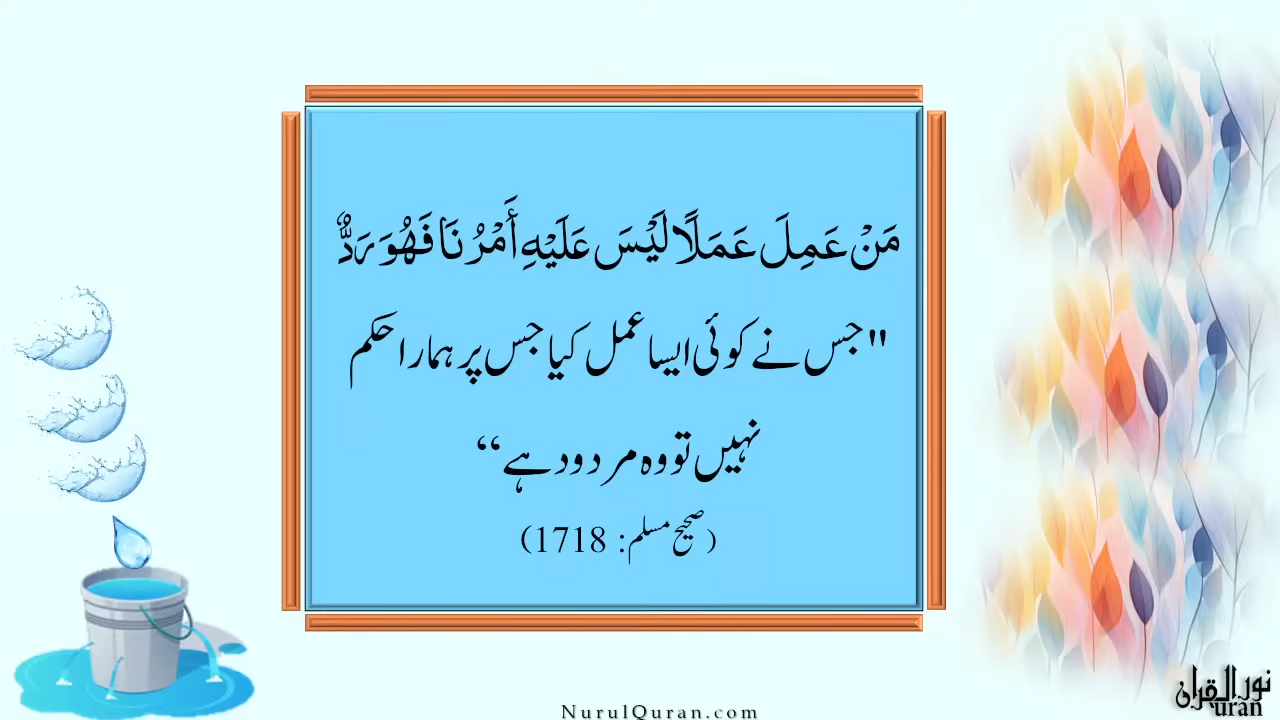 مَنْ عَمِلَ عَمَلًا لَيْسَ عَلَيْهِ أَمْرُنَا فَهُوَ رَدٌّ
"جس نے کوئی ایسا عمل کیا جس پر ہمارا حکم
نہیں تو وہ مردود ہے“
(صحیح مسلم: 1718)
نور القرآن
uran
NurulQuran.com